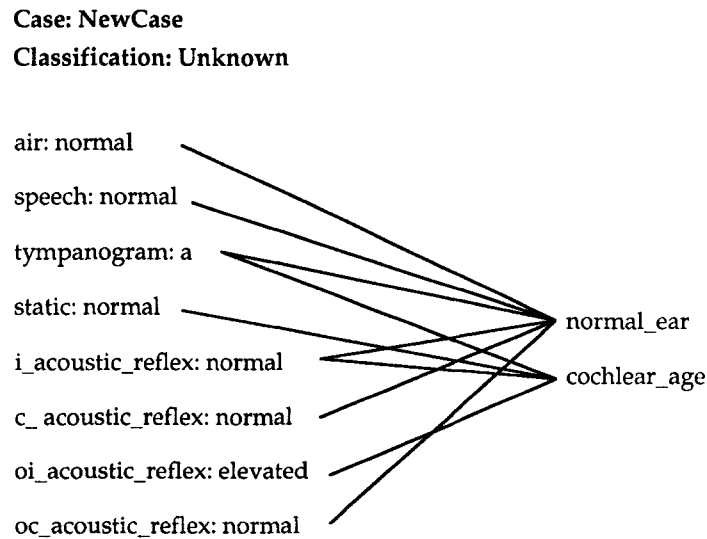 Case: NewCase
Classification: Unknown
air: normal
speech: normal
tympanogram: a
static: normal
i_acoustic_reflex: normal
c_ acoustic_reflex: normal
oi_acoustic_reflex: elevated
oc_acoustic_reflex: normal
normal_ear
cochlear_age